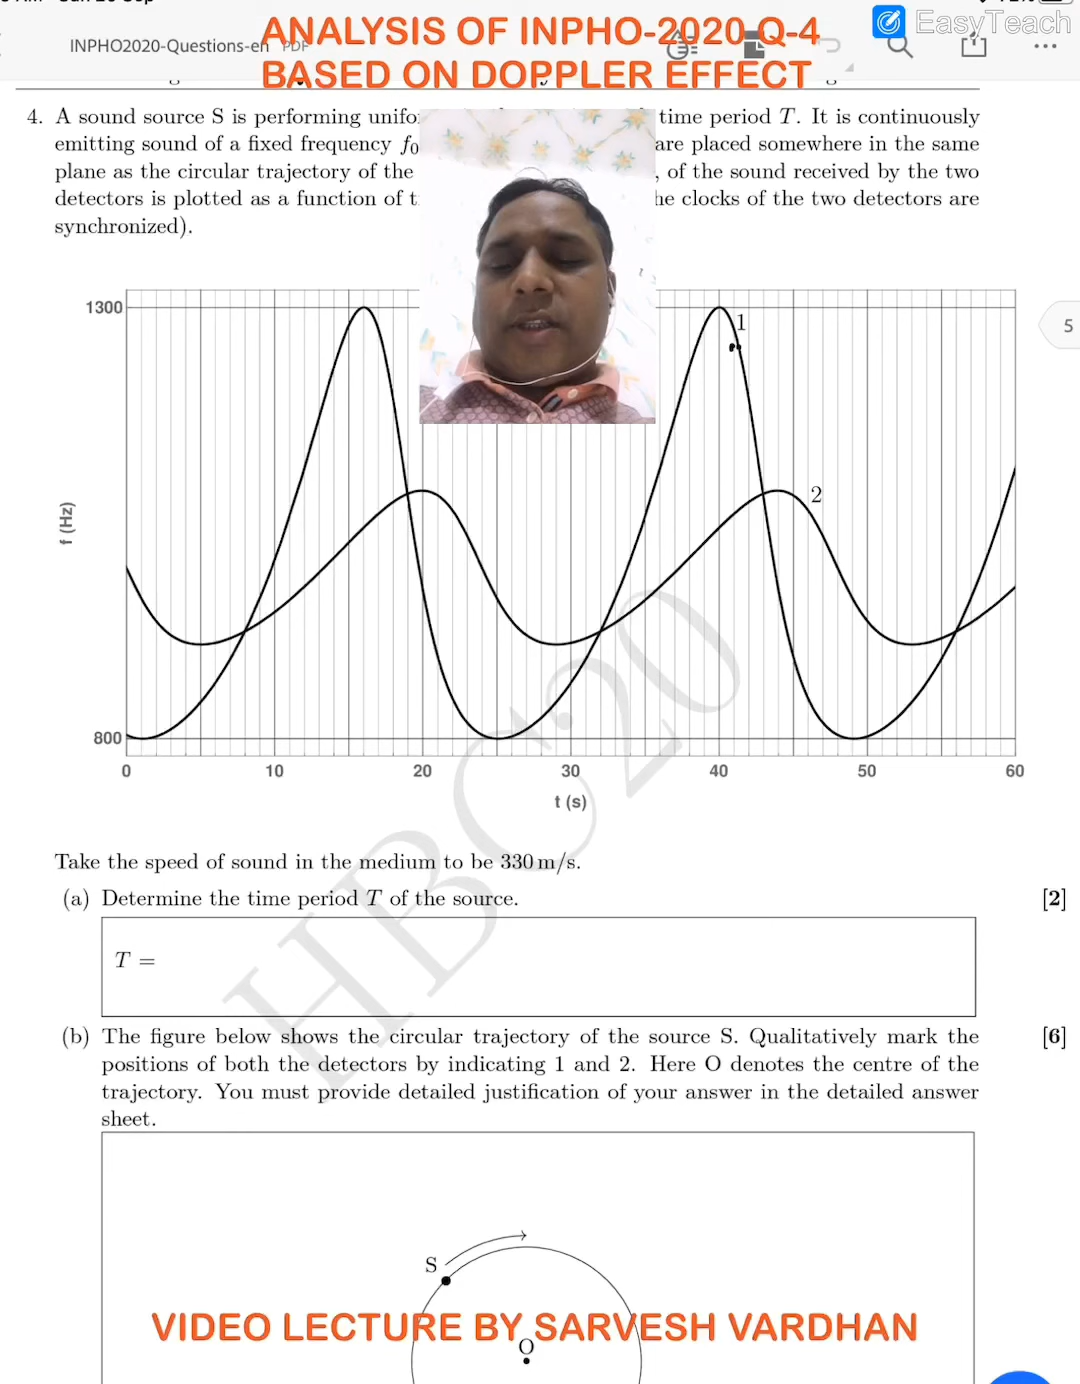 ANALYSIS OF INPHO-2020-Q-4
BASED ON DOPPLER EFFECT
EasyTeach
INPHO2020-Questions-en PDF
4. A sound source S is performing unifo time period T. It is continuously
emitting sound of a fixed frequency f0 are placed somewhere in the same
plane as the circular trajectory of the , of the sound received by the two
detectors is plotted as a function of t he clocks of the two detectors are
synchronized).
1300
1
5
2
f (Hz)
800
0 10 20 30 40 50 60
t (s)
HBC20
Take the speed of sound in the medium to be 330 m/s.
(a) Determine the time period T of the source. [2]
T =
(b) The figure below shows the circular trajectory of the source S. Qualitatively mark the [6]
positions of both the detectors by indicating 1 and 2. Here O denotes the centre of the
trajectory. You must provide detailed justification of your answer in the detailed answer
sheet.
S
VIDEO LECTURE BY SARVESH VARDHAN
O